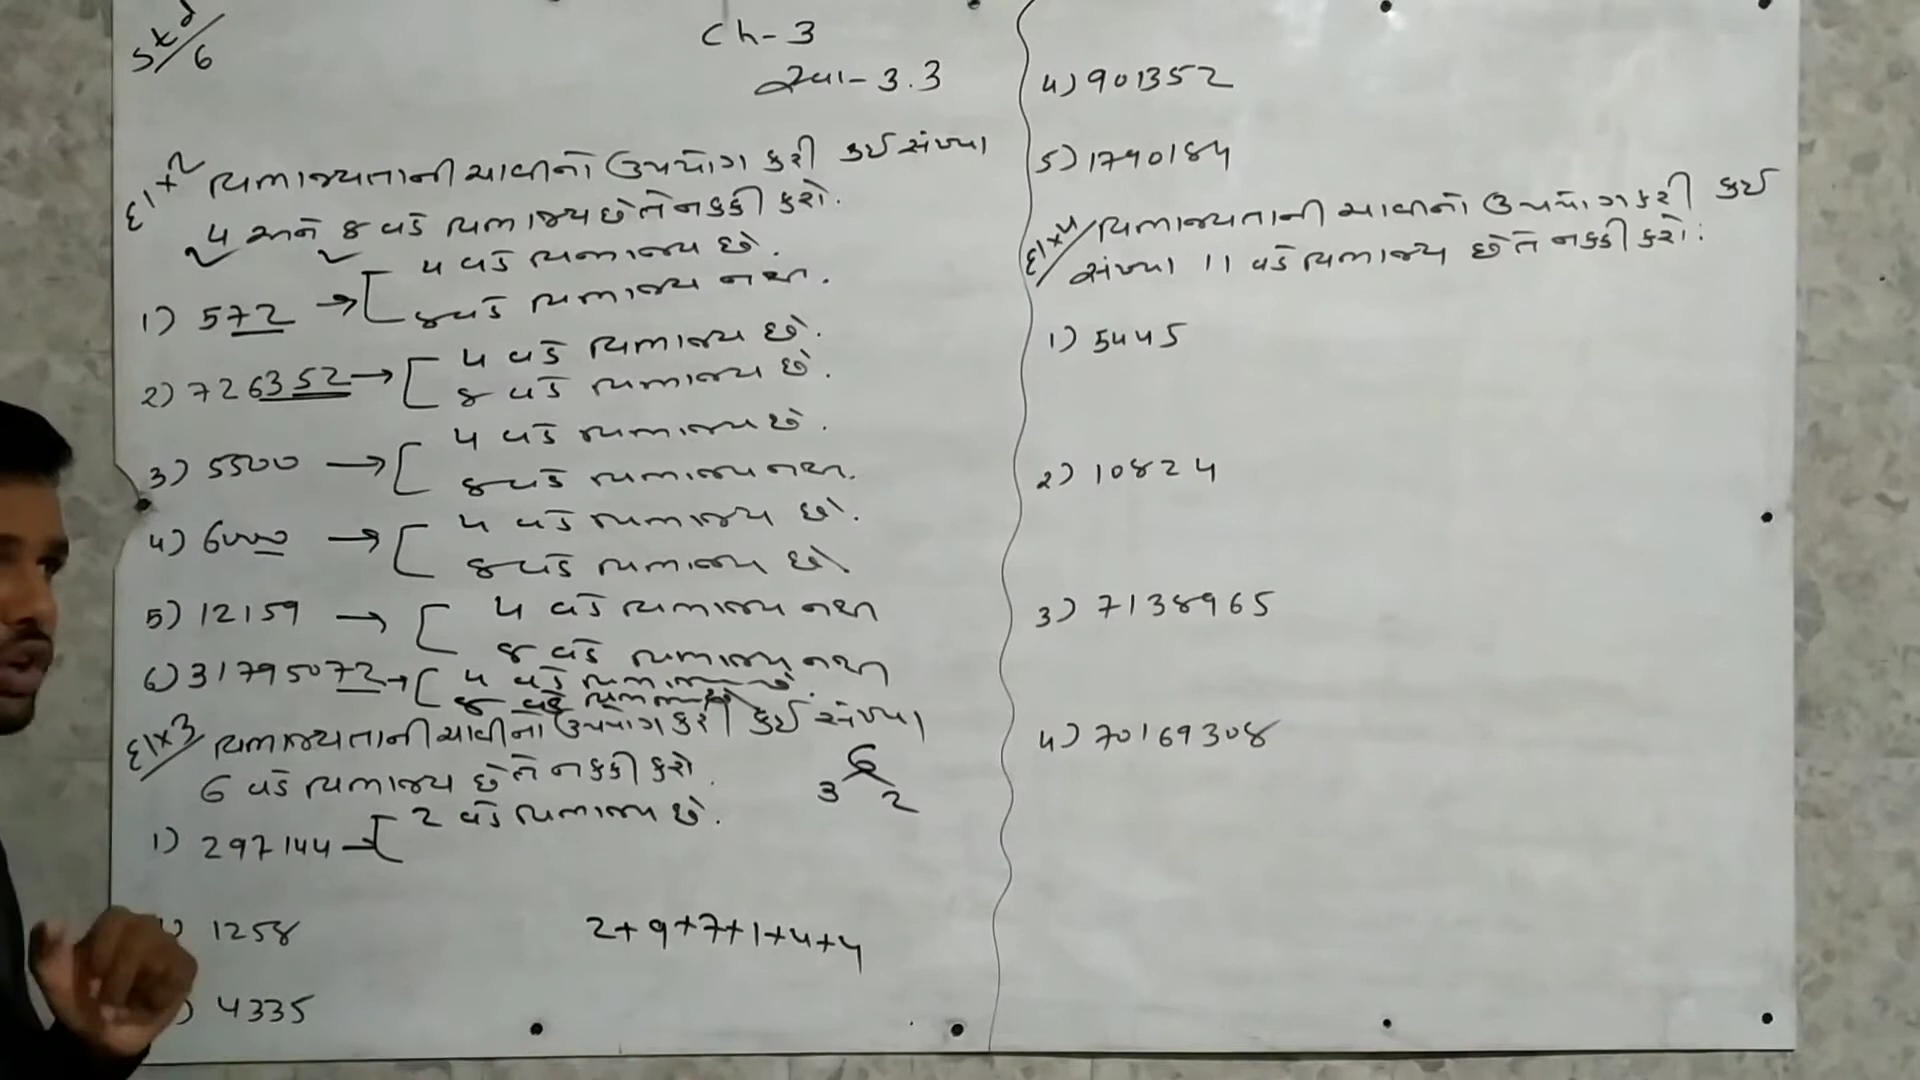 Std/6
Ch-3
સ્વા-3.3
દા×૨ વિભાજ્યતાની ચાવીનો ઉપયોગ કરી કઈ સંખ્યા
4 અને 8 વડે વિભાજ્ય છે તે નક્કી કરો.
1) 572 → [ 4 વડે વિભાજ્ય છે.
8 વડે વિભાજ્ય નથી.
2) 726352 → [ 4 વડે વિભાજ્ય છે.
8 વડે વિભાજ્ય છે.
3) 5500 → [ 4 વડે વિભાજ્ય છે.
8 વડે વિભાજ્ય નથી.
4) 6000 → [ 4 વડે વિભાજ્ય છે.
8 વડે વિભાજ્ય છે.
5) 12159 → [ 4 વડે વિભાજ્ય નથી
8 વડે વિભાજ્ય નથી
6) 31795072 → [ 4 વડે વિભાજ્ય છે.
8 વડે વિભાજ્ય છે
દા×3 વિભાજ્યતાની ચાવીનો ઉપયોગ કરી કઈ સંખ્યા
6 વડે વિભાજ્ય છે તે નક્કી કરો.
6
3 2
1) 297144 → [ 2 વડે વિભાજ્ય છે.
1258
2+9+7+1+4+4
) 4335
4) 901352
5) 1790184
દા×4 વિભાજ્યતાની ચાવીનો ઉપયોગ કરી કઈ
સંખ્યા 11 વડે વિભાજ્ય છે તે નક્કી કરો.
1) 5445
2) 10824
3) 7138965
4) 70169308